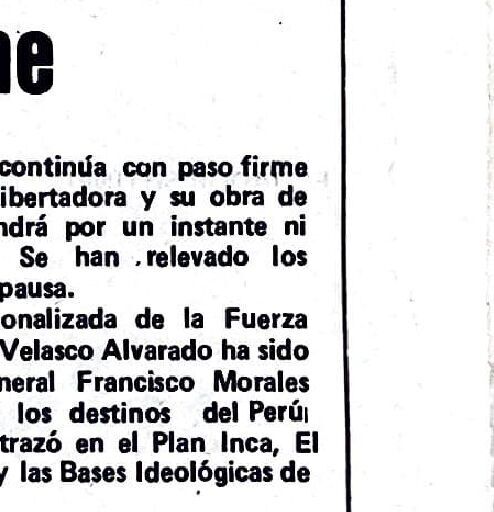 ne
continúa con paso firme
ibertadora y su obra de
ndrá por un instante ni
Se han .relevado los
pausa.
onalizada de la Fuerza
Velasco Alvarado ha sido
neral Francisco Morales
los destinos del Perú
trazó en el Plan Inca, El
y las Bases Ideológicas de